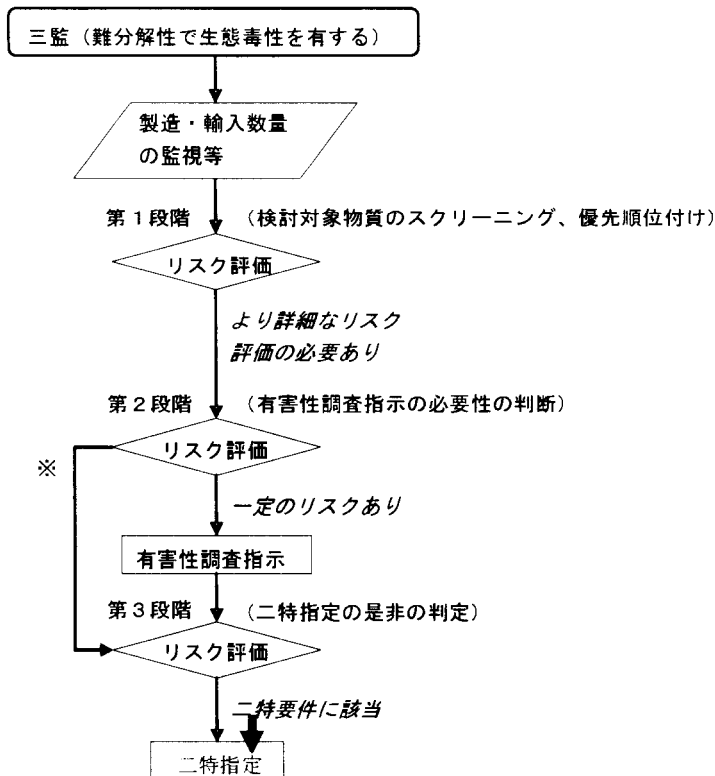 三監（難分解性で生態毒性を有する）
製造・輸入数量
の監視等
第１段階　（検討対象物質のスクリーニング、優先順位付け）
リスク評価
より詳細なリスク
評価の必要あり
第２段階　（有害性調査指示の必要性の判断）
リスク評価
※
一定のリスクあり
有害性調査指示
第３段階　（二特指定の是非の判定）
リスク評価
二特要件に該当
二特指定